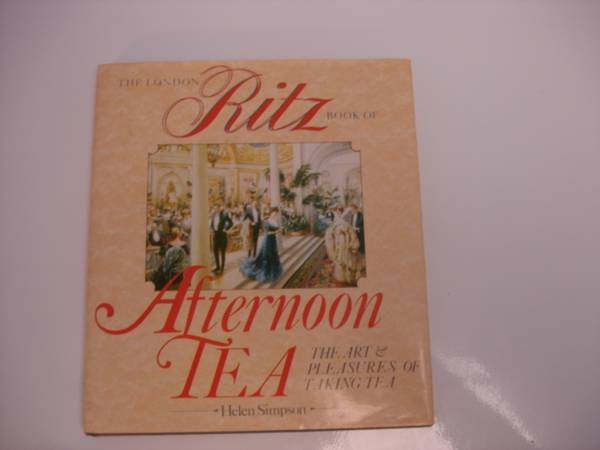 THE LONDON
Ritz
BOOK OF
Afternoon
TEA
THE ART &
PLEASURES OF
TAKING TEA
Helen Simpson